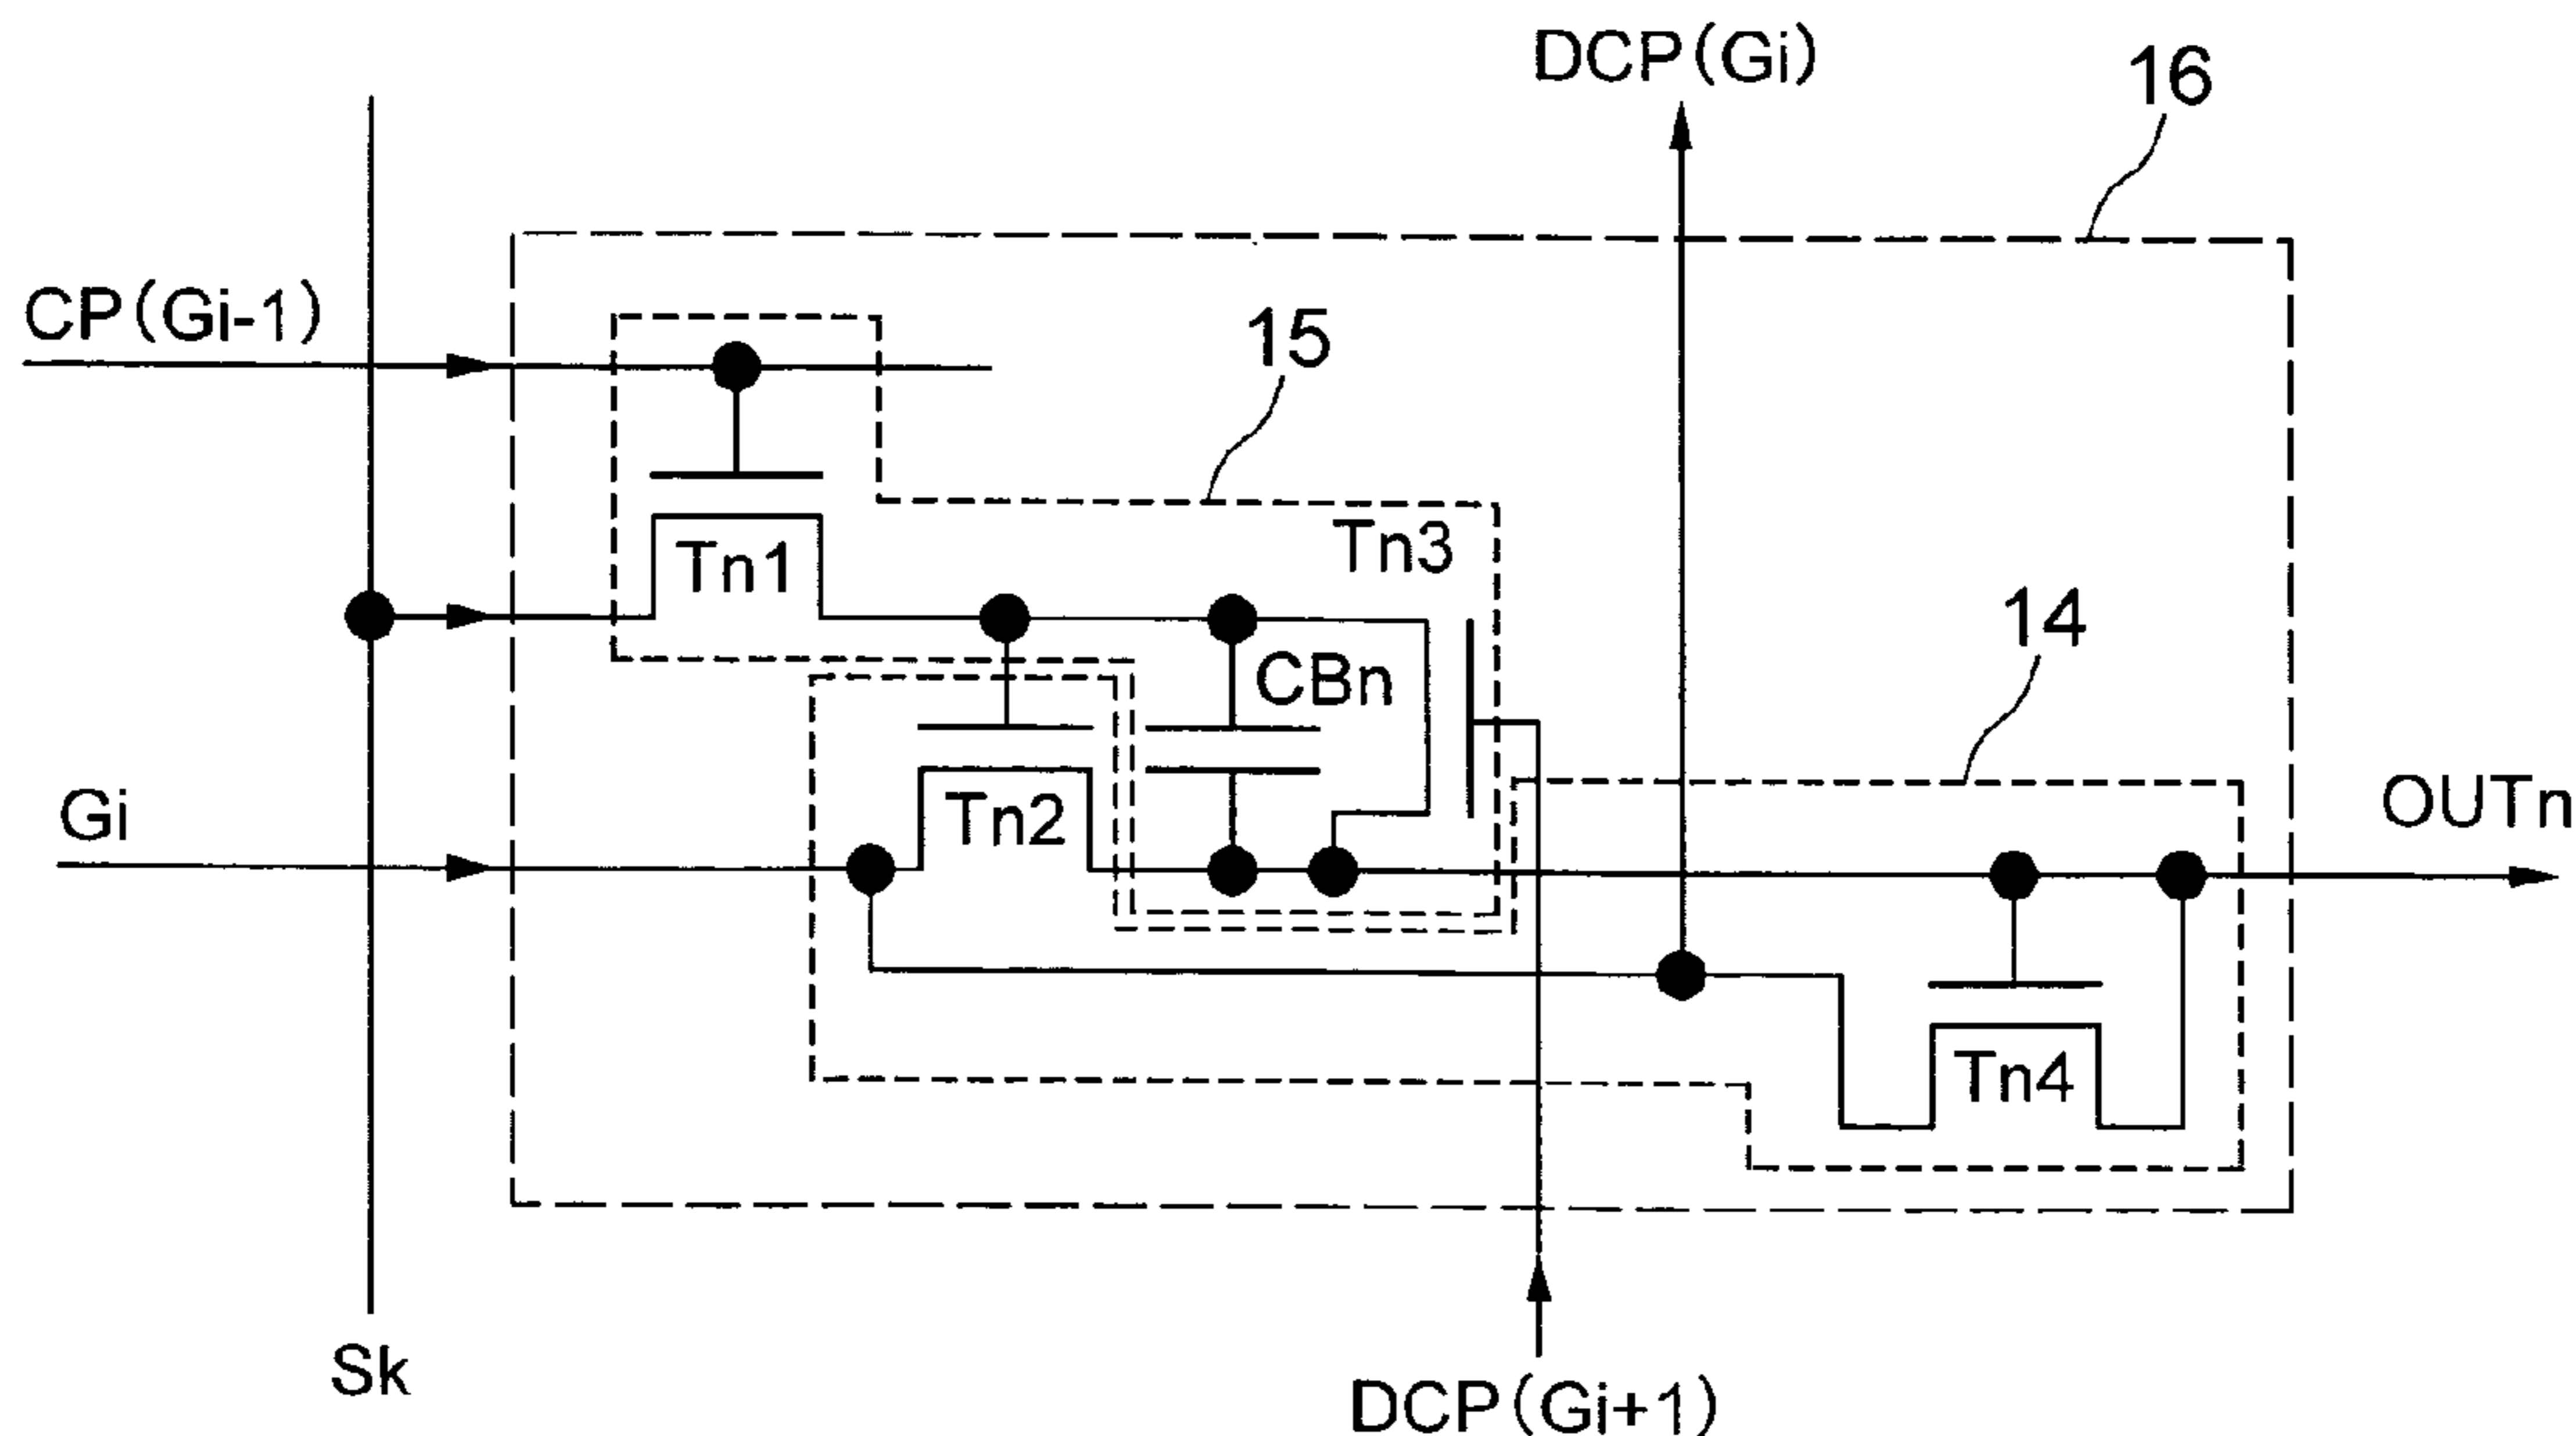 DCP(Gi)
16
CP(Gi-1)
15
Tn3
Tn1
14
CBn
Gi
Tn2
OUTn
Tn4
Sk
DCP(Gi+1)